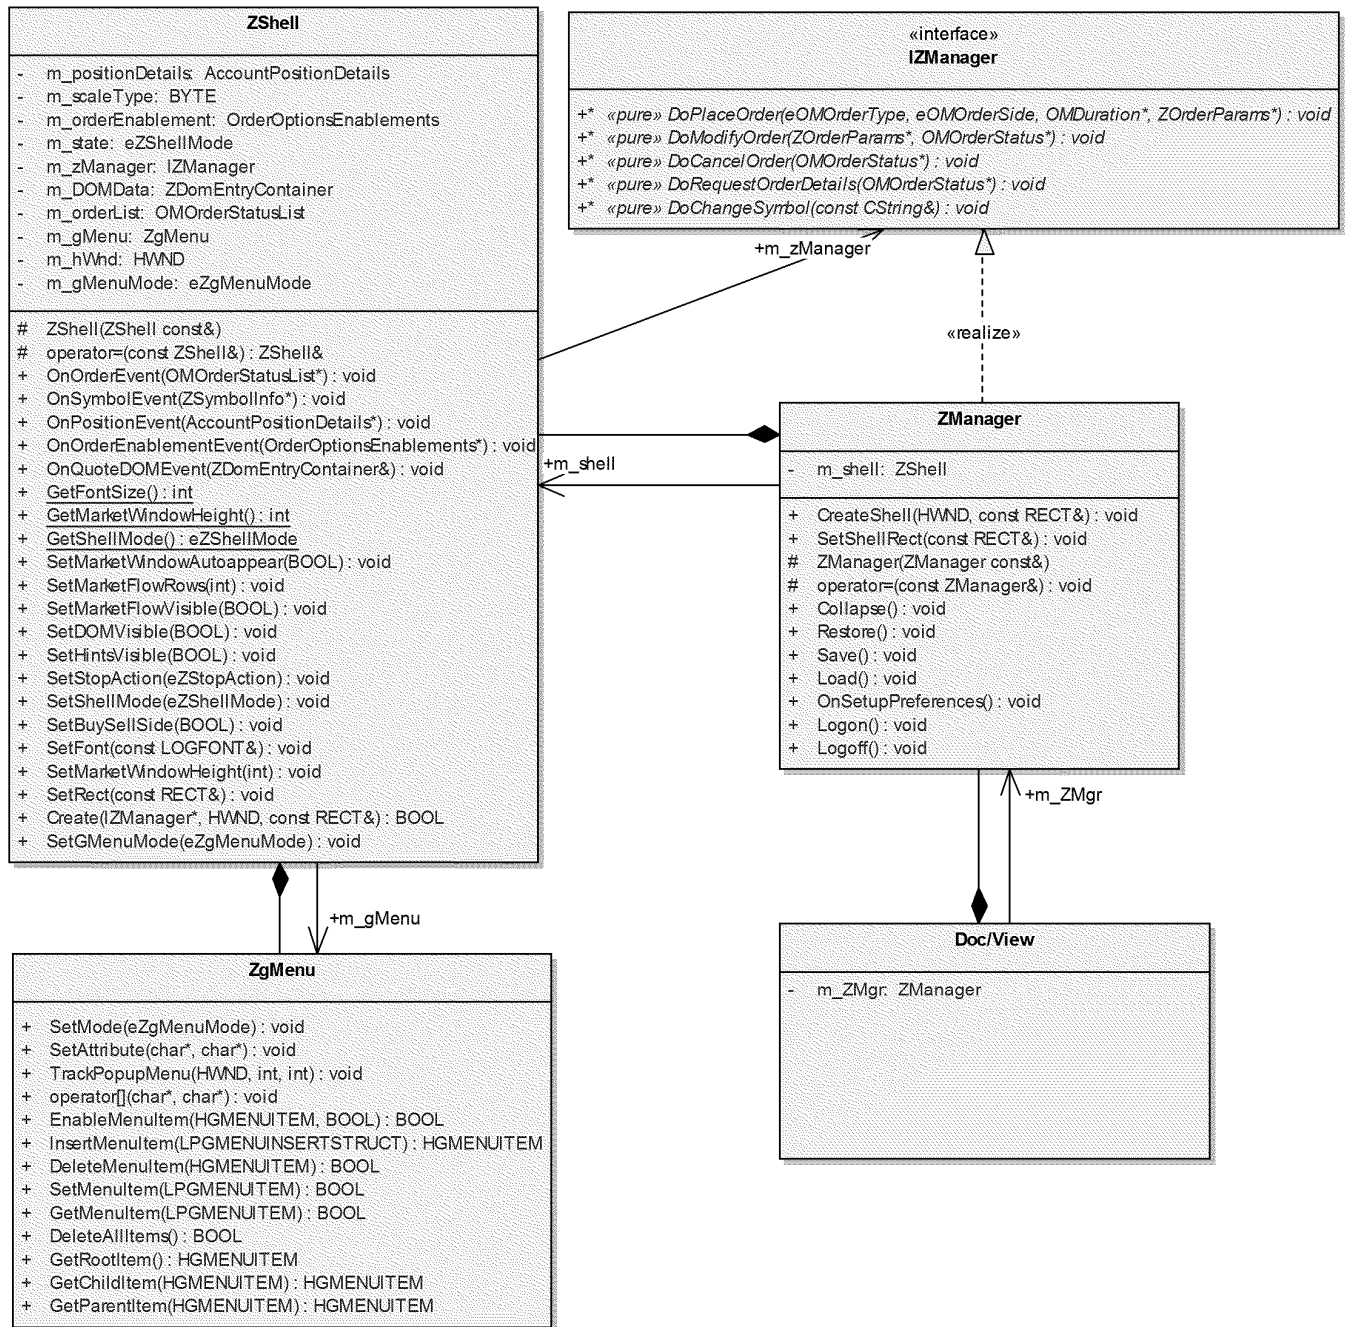 ZShell
- m_positionDetails: AccountPositionDetails
- m_scaleType: BYTE
- m_orderEnablement: OrderOptionsEnablements
- m_state: eZShellMode
- m_zManager: IZManager
- m_DOMData: ZDomEntryContainer
- m_orderList: OMOrderStatusList
- m_gMenu: ZgMenu
- m_hWnd: HWND
- m_gMenuMode: eZgMenuMode
# ZShell(ZShell const&)
# operator=(const ZShell&) : ZShell&
+ OnOrderEvent(OMOrderStatusList*) : void
+ OnSymbolEvent(ZSymbolInfo*) : void
+ OnPositionEvent(AccountPositionDetails*) : void
+ OnOrderEnablementEvent(OrderOptionsEnablements*) : void
+ OnQuoteDOMEvent(ZDomEntryContainer&) : void
+ GetFontSize() : int
+ GetMarketWindowHeight() : int
+ GetShellMode() : eZShellMode
+ SetMarketWindowAutoappear(BOOL) : void
+ SetMarketFlowRows(int) : void
+ SetMarketFlowVisible(BOOL) : void
+ SetDOMVisible(BOOL) : void
+ SetHintsVisible(BOOL) : void
+ SetStopAction(eZStopAction) : void
+ SetShellMode(eZShellMode) : void
+ SetBuySellSide(BOOL) : void
+ SetFont(const LOGFONT&) : void
+ SetMarketWindowHeight(int) : void
+ SetRect(const RECT&) : void
+ Create(IZManager*, HWND, const RECT&) : BOOL
+ SetGMenuMode(eZgMenuMode) : void
«interface»
IZManager
+* «pure» DoPlaceOrder(eOMOrderType, eOMOrderSide, OMDuration*, ZOrderParams*) : void
+* «pure» DoModifyOrder(ZOrderParams*, OMOrderStatus*) : void
+* «pure» DoCancelOrder(OMOrderStatus*) : void
+* «pure» DoRequestOrderDetails(OMOrderStatus*) : void
+* «pure» DoChangeSymbol(const CString&) : void
+m_zManager
«realize»
ZManager
- m_shell: ZShell
+ CreateShell(HWND, const RECT&) : void
+ SetShellRect(const RECT&) : void
# ZManager(ZManager const&)
# operator=(const ZManager&) : void
+ Collapse() : void
+ Restore() : void
+ Save() : void
+ Load() : void
+ OnSetupPreferences() : void
+ Logon() : void
+ Logoff() : void
+m_shell
+m_ZMgr
+m_gMenu
Doc/View
- m_ZMgr: ZManager
ZgMenu
+ SetMode(eZgMenuMode) : void
+ SetAttribute(char*, char*) : void
+ TrackPopupMenu(HWND, int, int) : void
+ operator[](char*, char*) : void
+ EnableMenuItem(HGMENUITEM, BOOL) : BOOL
+ InsertMenuItem(LPGMENUINSERTSTRUCT) : HGMENUITEM
+ DeleteMenuItem(HGMENUITEM) : BOOL
+ SetMenuItem(LPGMENUITEM) : BOOL
+ GetMenuItem(LPGMENUITEM) : BOOL
+ DeleteAllItems() : BOOL
+ GetRootItem() : HGMENUITEM
+ GetChildItem(HGMENUITEM) : HGMENUITEM
+ GetParentItem(HGMENUITEM) : HGMENUITEM